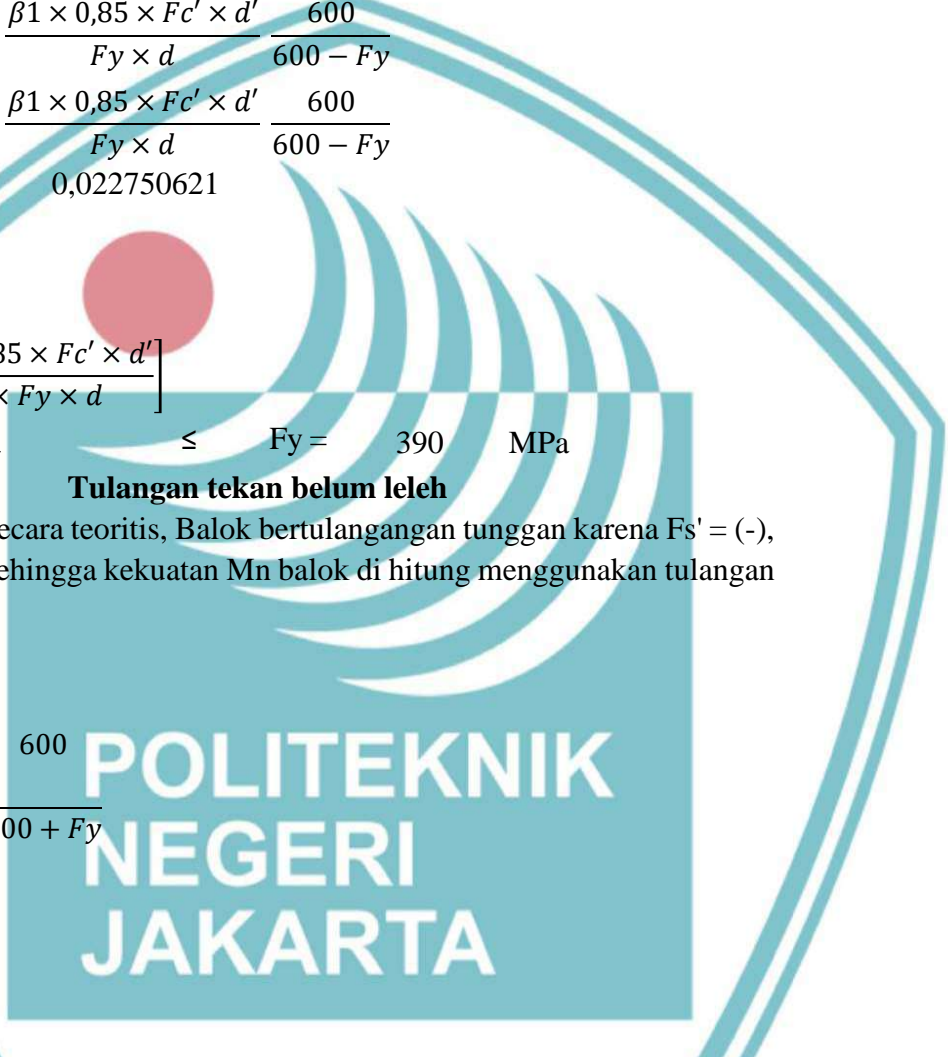 β1 × 0,85 × Fc′ × d′ / Fy × d   600 / 600 − Fy
β1 × 0,85 × Fc′ × d′ / Fy × d   600 / 600 − Fy
0,022750621
85 × Fc′ × d′]
× Fy × d
≤ Fy = 390 MPa
Tulangan tekan belum leleh
ecara teoritis, Balok bertulangangan tunggan karena Fs' = (-),
ehingga kekuatan Mn balok di hitung menggunakan tulangan
600
00 + Fy
POLITEKNIK
NEGERI
JAKARTA